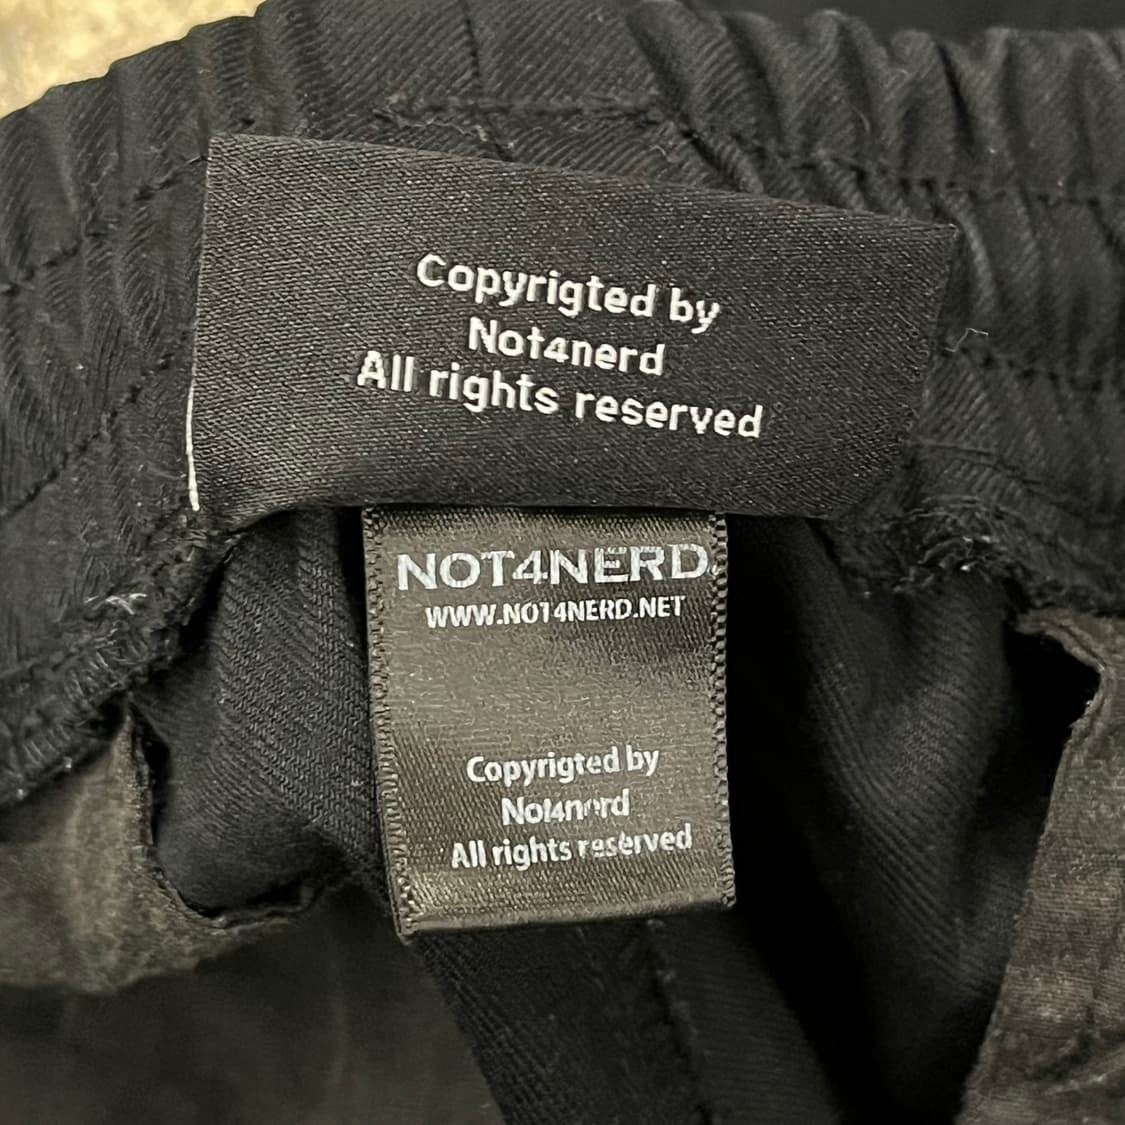 Copyrigted by
Not4nerd
All rights reserved
NOT4NERD.
WWW.NOT4NERD.NET
Copyrigted by
Not4nerd
All rights reserved